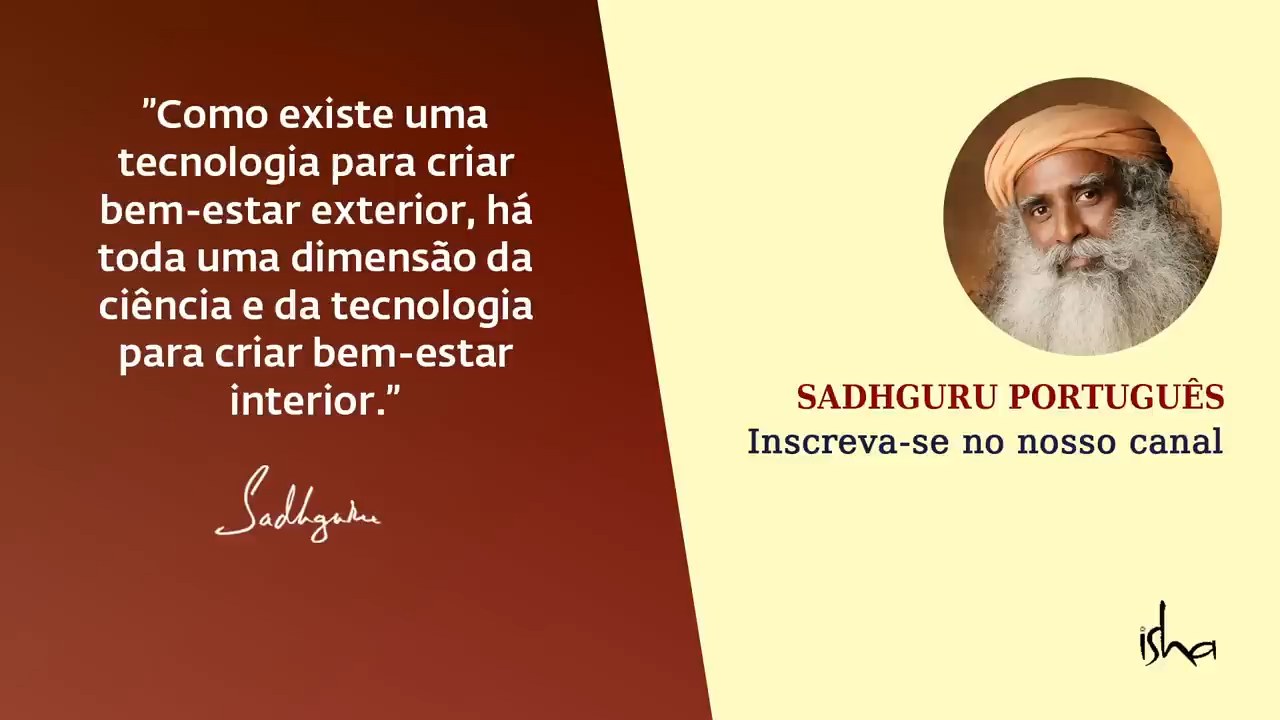 "Como existe uma
tecnologia para criar
bem-estar exterior, há
toda uma dimensão da
ciência e da tecnologia
para criar bem-estar
interior."
Sadhguru
SADHGURU PORTUGUÊS
Inscreva-se no nosso canal
isha